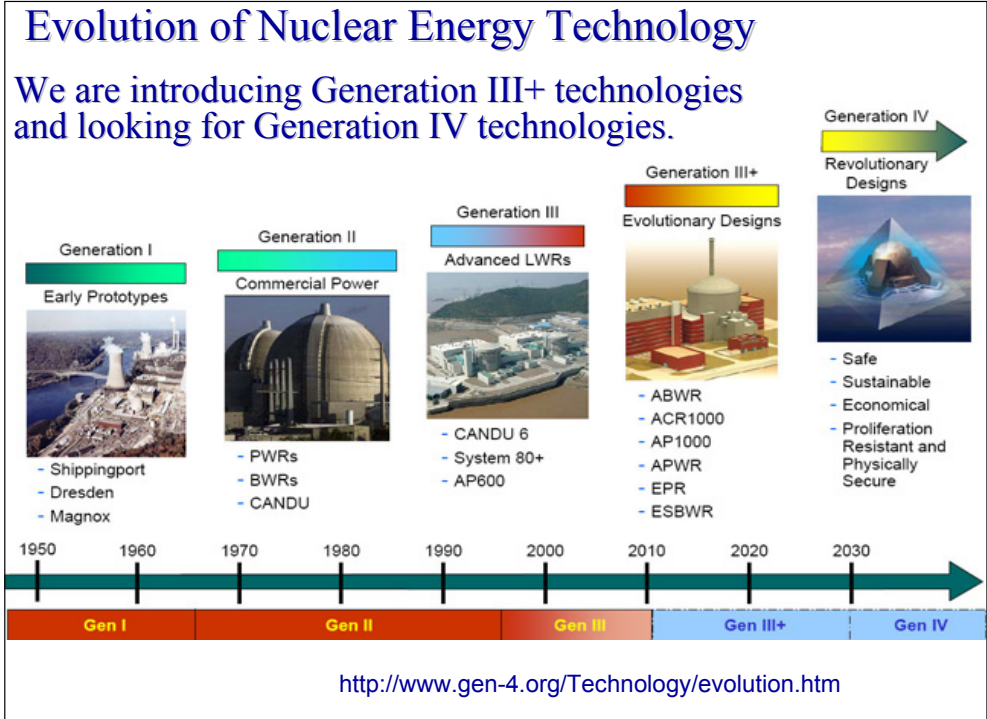 Evolution of Nuclear Energy Technology
We are introducing Generation III+ technologies
and looking for Generation IV technologies.
Generation I
Early Prototypes
- Shippingport
- Dresden
- Magnox
Generation II
Commercial Power
- PWRs
- BWRs
- CANDU
Generation III
Advanced LWRs
- CANDU 6
- System 80+
- AP600
Generation III+
Evolutionary Designs
- ABWR
- ACR1000
- AP1000
- APWR
- EPR
- ESBWR
Generation IV
Revolutionary
Designs
- Safe
- Sustainable
- Economical
- Proliferation
Resistant and
Physically
Secure
1950 1960 1970 1980 1990 2000 2010 2020 2030
Gen I Gen II Gen III Gen III+ Gen IV
http://www.gen-4.org/Technology/evolution.htm